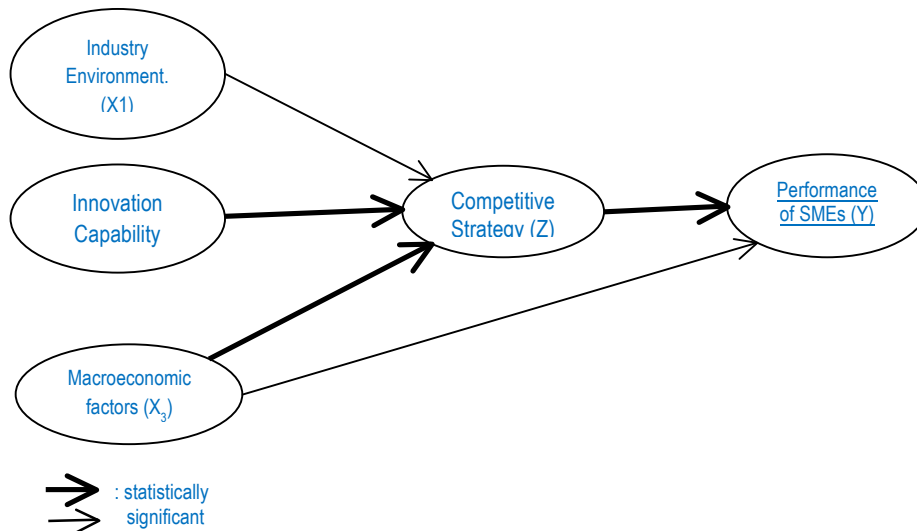 Industry
Environment.
(X1)
Innovation
Capability
Competitive
Strategy (Z)
Performance
of SMEs (Y)
Macroeconomic
factors (X₃)
: statistically
significant